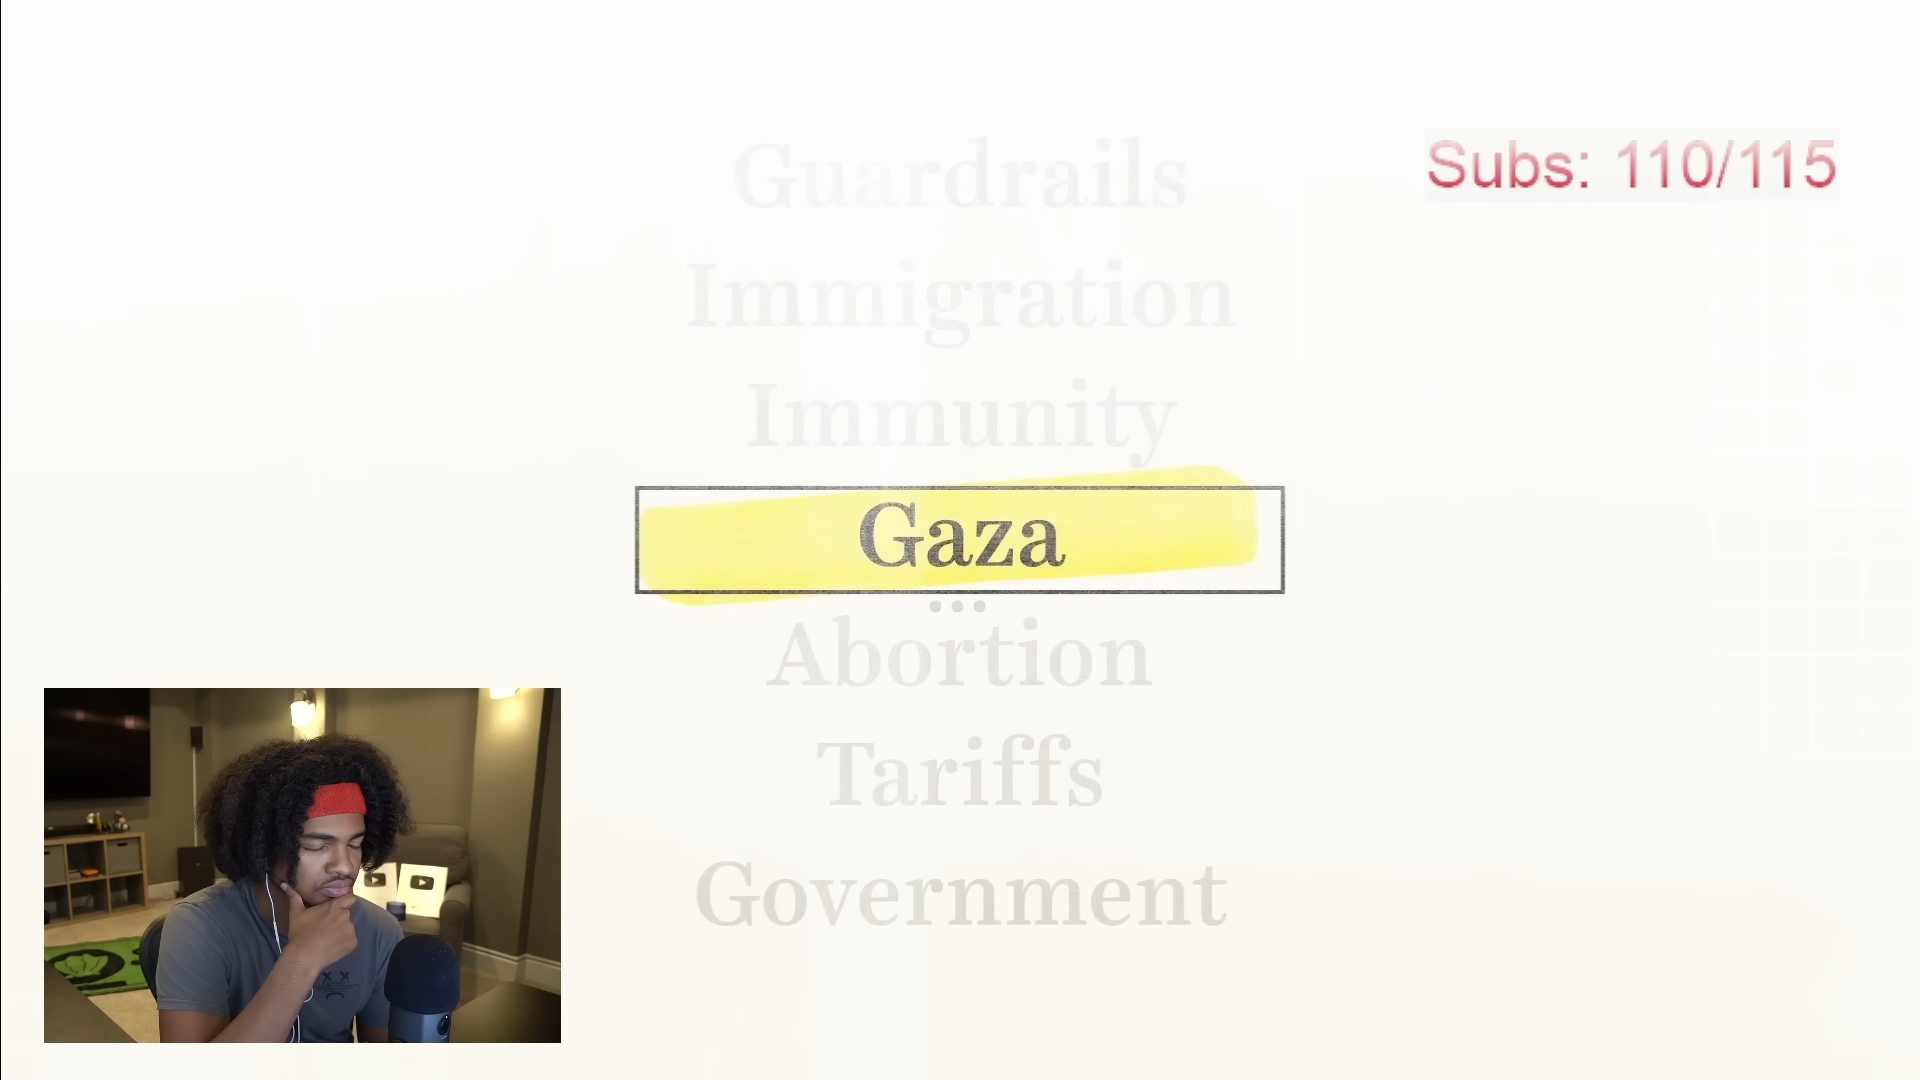 Guardrails
Subs: 110/115
Immigration
Immunity
Gaza
...
Abortion
Tariffs
Government